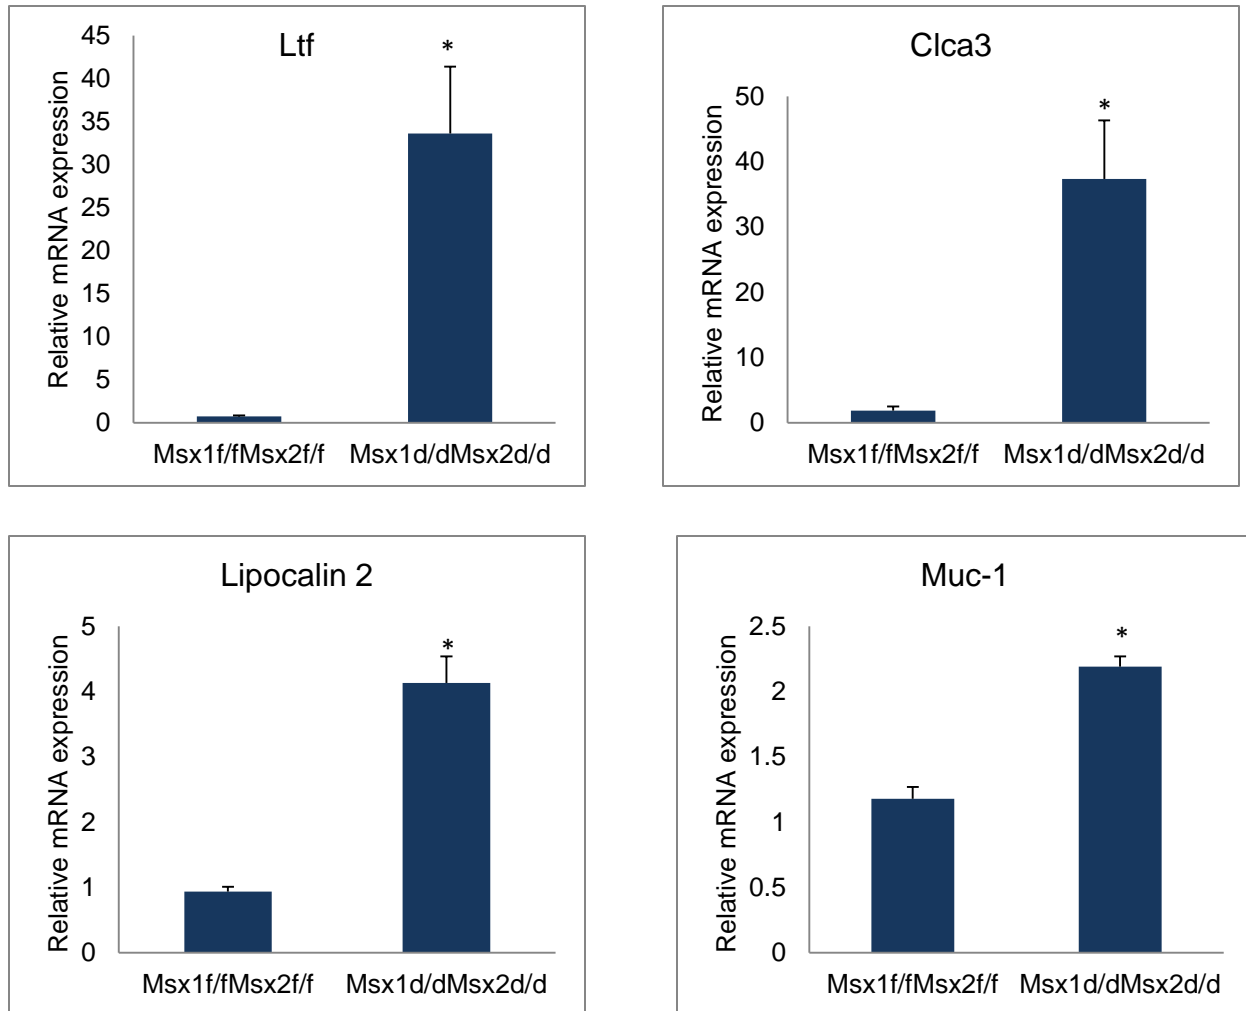 Ltf
*
Relative mRNA expression
45
40
35
30
25
20
15
10
5
0
Msx1f/fMsx2f/f Msx1d/dMsx2d/d
Clca3
*
Relative mRNA expression
50
40
30
20
10
0
Msx1f/fMsx2f/f Msx1d/dMsx2d/d
Lipocalin 2
*
Relative mRNA expression
5
4
3
2
1
0
Msx1f/fMsx2f/f Msx1d/dMsx2d/d
Muc-1
*
Relative mRNA expression
2.5
2
1.5
1
0.5
0
Msx1f/fMsx2f/f Msx1d/dMsx2d/d